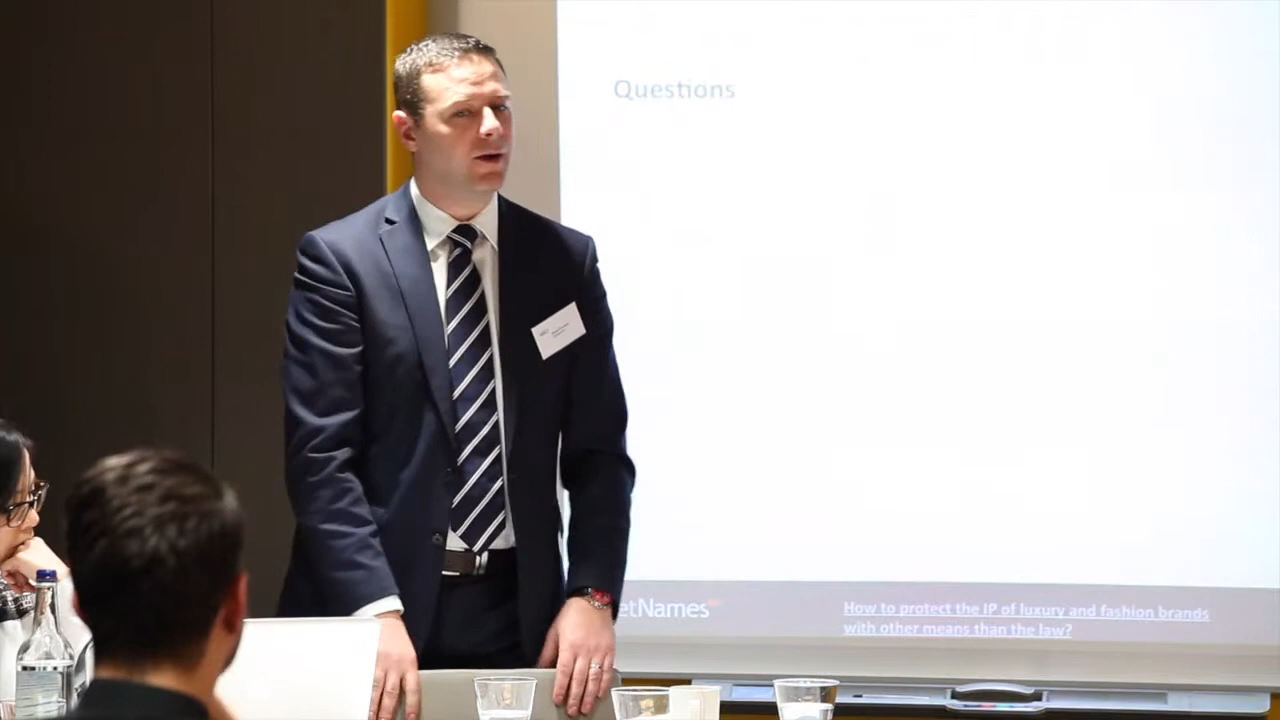 Questions
etNames
How to protect the IP of luxury and fashion brands
with other means than the law?